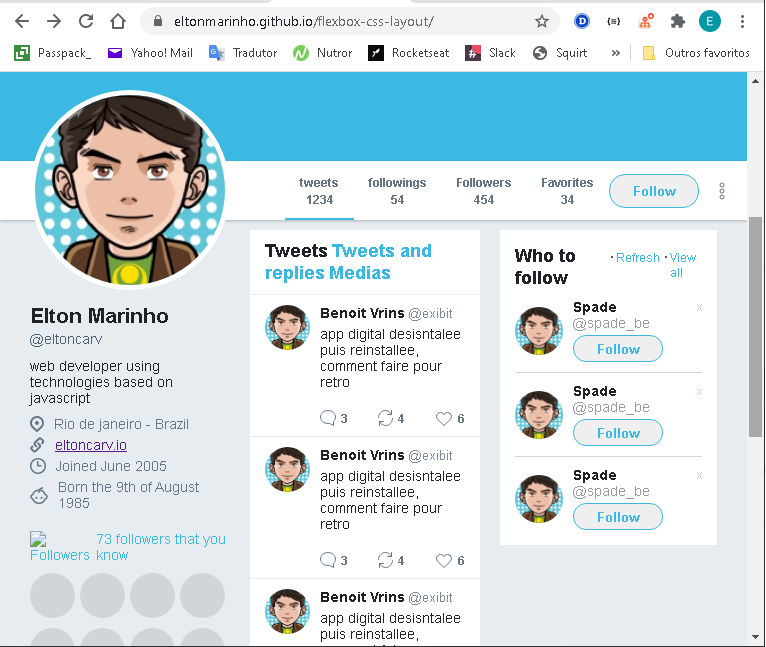 eltonmarinho.github.io/flexbox-css-layout/
E
Passpack_
Yahoo! Mail
Tradutor
Nutror
Rocketseat
Slack
Squirt
»
Outros favoritos
tweets
1234
followings
54
Followers
454
Favorites
34
Follow
Elton Marinho
@eltoncarv
web developer using
technologies based on
javascript
Rio de janeiro - Brazil
eltoncarv.io
Joined June 2005
Born the 9th of August
1985
Followers
73 followers that you
know
Tweets Tweets and
replies Medias
Benoit Vrins @exibit
app digital desisntalee
puis reinstallee,
comment faire pour
retro
3 4 6
Benoit Vrins @exibit
app digital desisntalee
puis reinstallee,
comment faire pour
retro
3 4 6
Benoit Vrins @exibit
app digital desisntalee
puis reinstallee,
Who to
follow
· Refresh · View
all
Spade x
@spade_be
Follow
Spade x
@spade_be
Follow
Spade x
@spade_be
Follow